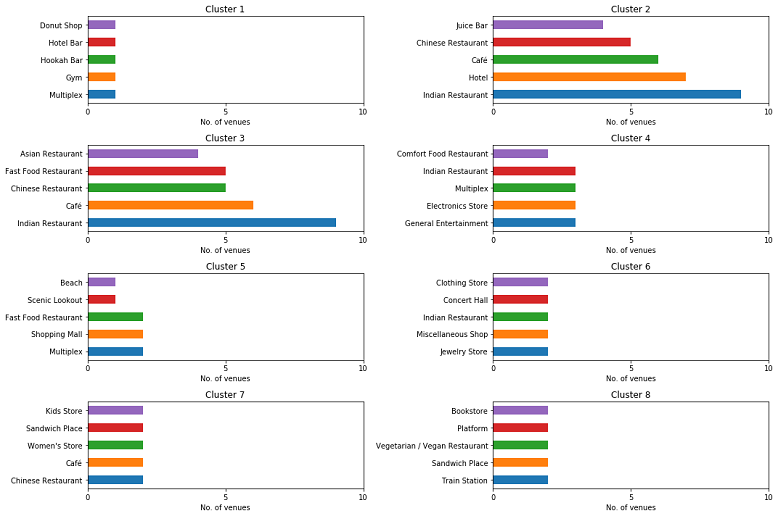 Cluster 1
Donut Shop
Hotel Bar
Hookah Bar
Gym
Multiplex
0 5 10
No. of venues
Cluster 2
Juice Bar
Chinese Restaurant
Café
Hotel
Indian Restaurant
0 5 10
No. of venues
Cluster 3
Asian Restaurant
Fast Food Restaurant
Chinese Restaurant
Café
Indian Restaurant
0 5 10
No. of venues
Cluster 4
Comfort Food Restaurant
Indian Restaurant
Multiplex
Electronics Store
General Entertainment
0 5 10
No. of venues
Cluster 5
Beach
Scenic Lookout
Fast Food Restaurant
Shopping Mall
Multiplex
0 5 10
No. of venues
Cluster 6
Clothing Store
Concert Hall
Indian Restaurant
Miscellaneous Shop
Jewelry Store
0 5 10
No. of venues
Cluster 7
Kids Store
Sandwich Place
Women's Store
Café
Chinese Restaurant
0 5 10
No. of venues
Cluster 8
Bookstore
Platform
Vegetarian / Vegan Restaurant
Sandwich Place
Train Station
0 5 10
No. of venues